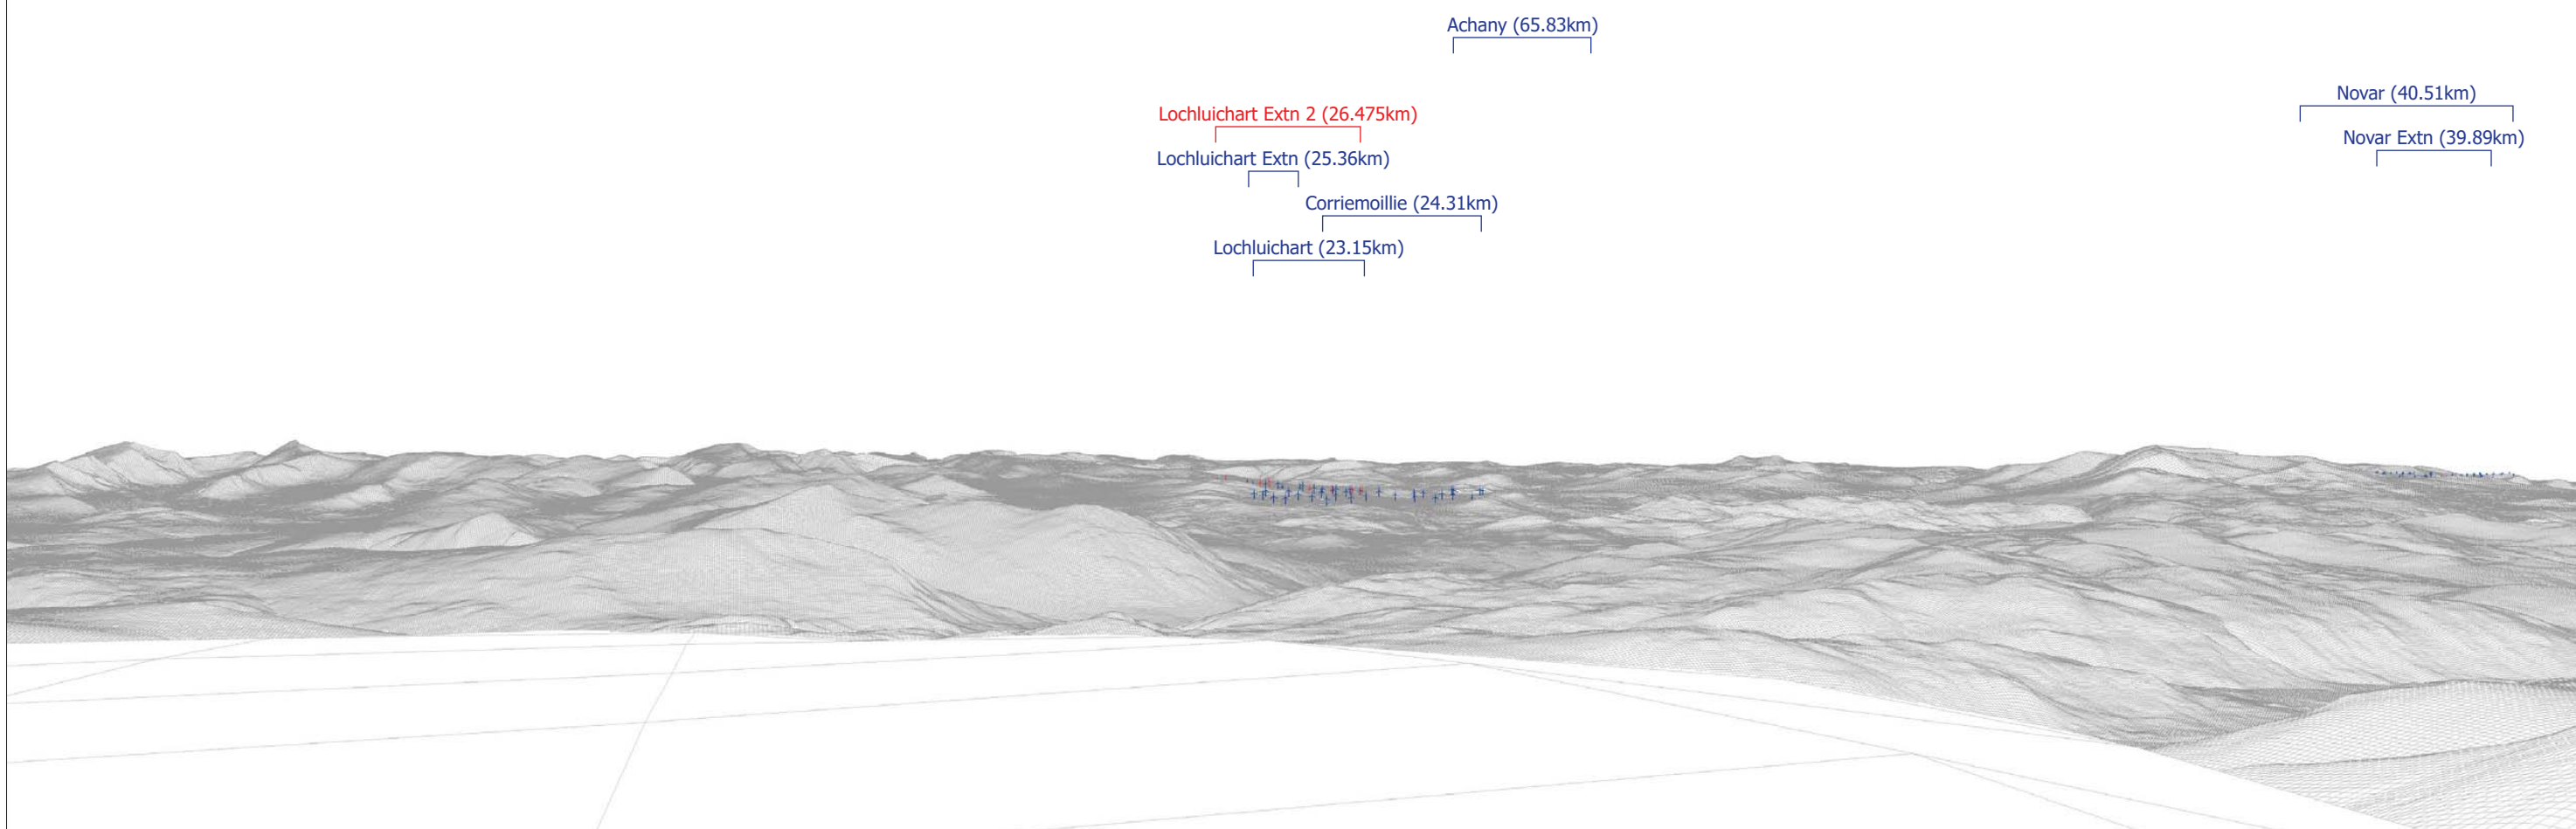 Achany (65.83km)
Novar (40.51km)
Lochluichart Extn 2 (26.475km)
Novar Extn (39.89km)
Lochluichart Extn (25.36km)
Corriemoillie (24.31km)
Lochluichart (23.15km)